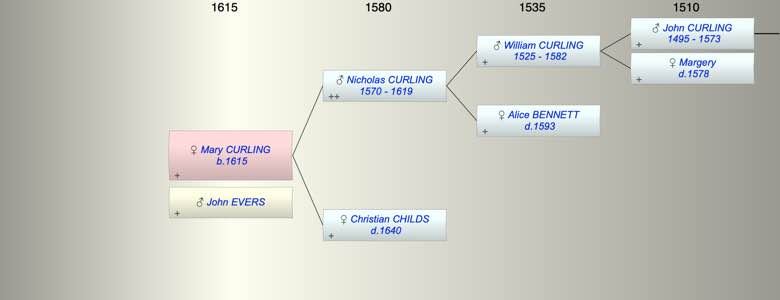 1615 1580 1535 1510
♂ John CURLING
1495 - 1573
+
♂ William CURLING
1525 - 1582
+
♀ Margery
d.1578
+
♂ Nicholas CURLING
1570 - 1619
++
♀ Alice BENNETT
d.1593
+
♀ Mary CURLING
b.1615
+
♂ John EVERS
+
♀ Christian CHILDS
d.1640
+